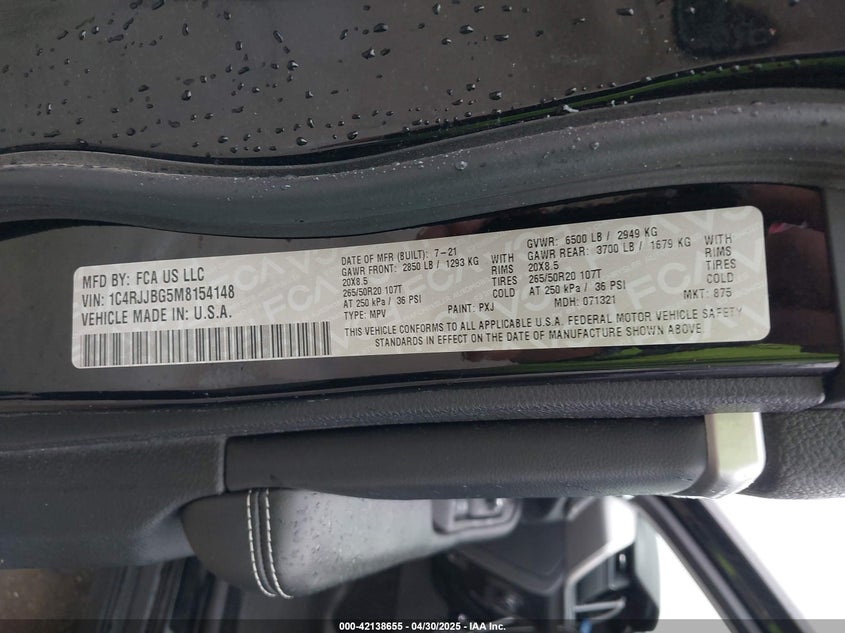 MFD BY: FCA US LLC
VIN: 1C4RJJBG5M8154148
VEHICLE MADE IN: U.S.A.
DATE OF MFR (BUILT): 7-21
GAWR FRONT: 2850 LB / 1293 KG WITH
20X8.5 RIMS
265/50R20 107T TIRES
AT 250 kPa / 36 PSI COLD
TYPE: MPV PAINT: PXJ
GVWR: 6500 LB / 2949 KG
GAWR REAR: 3700 LB / 1679 KG WITH
20X8.5 RIMS
265/50R20 107T TIRES
AT 250 kPa / 36 PSI COLD
MDH: 071321 MKT: 875
THIS VEHICLE CONFORMS TO ALL APPLICABLE U.S.A. FEDERAL MOTOR VEHICLE SAFETY
STANDARDS IN EFFECT ON THE DATE OF MANUFACTURE SHOWN ABOVE.
000-42138655 - 04/30/2025 - IAA Inc.